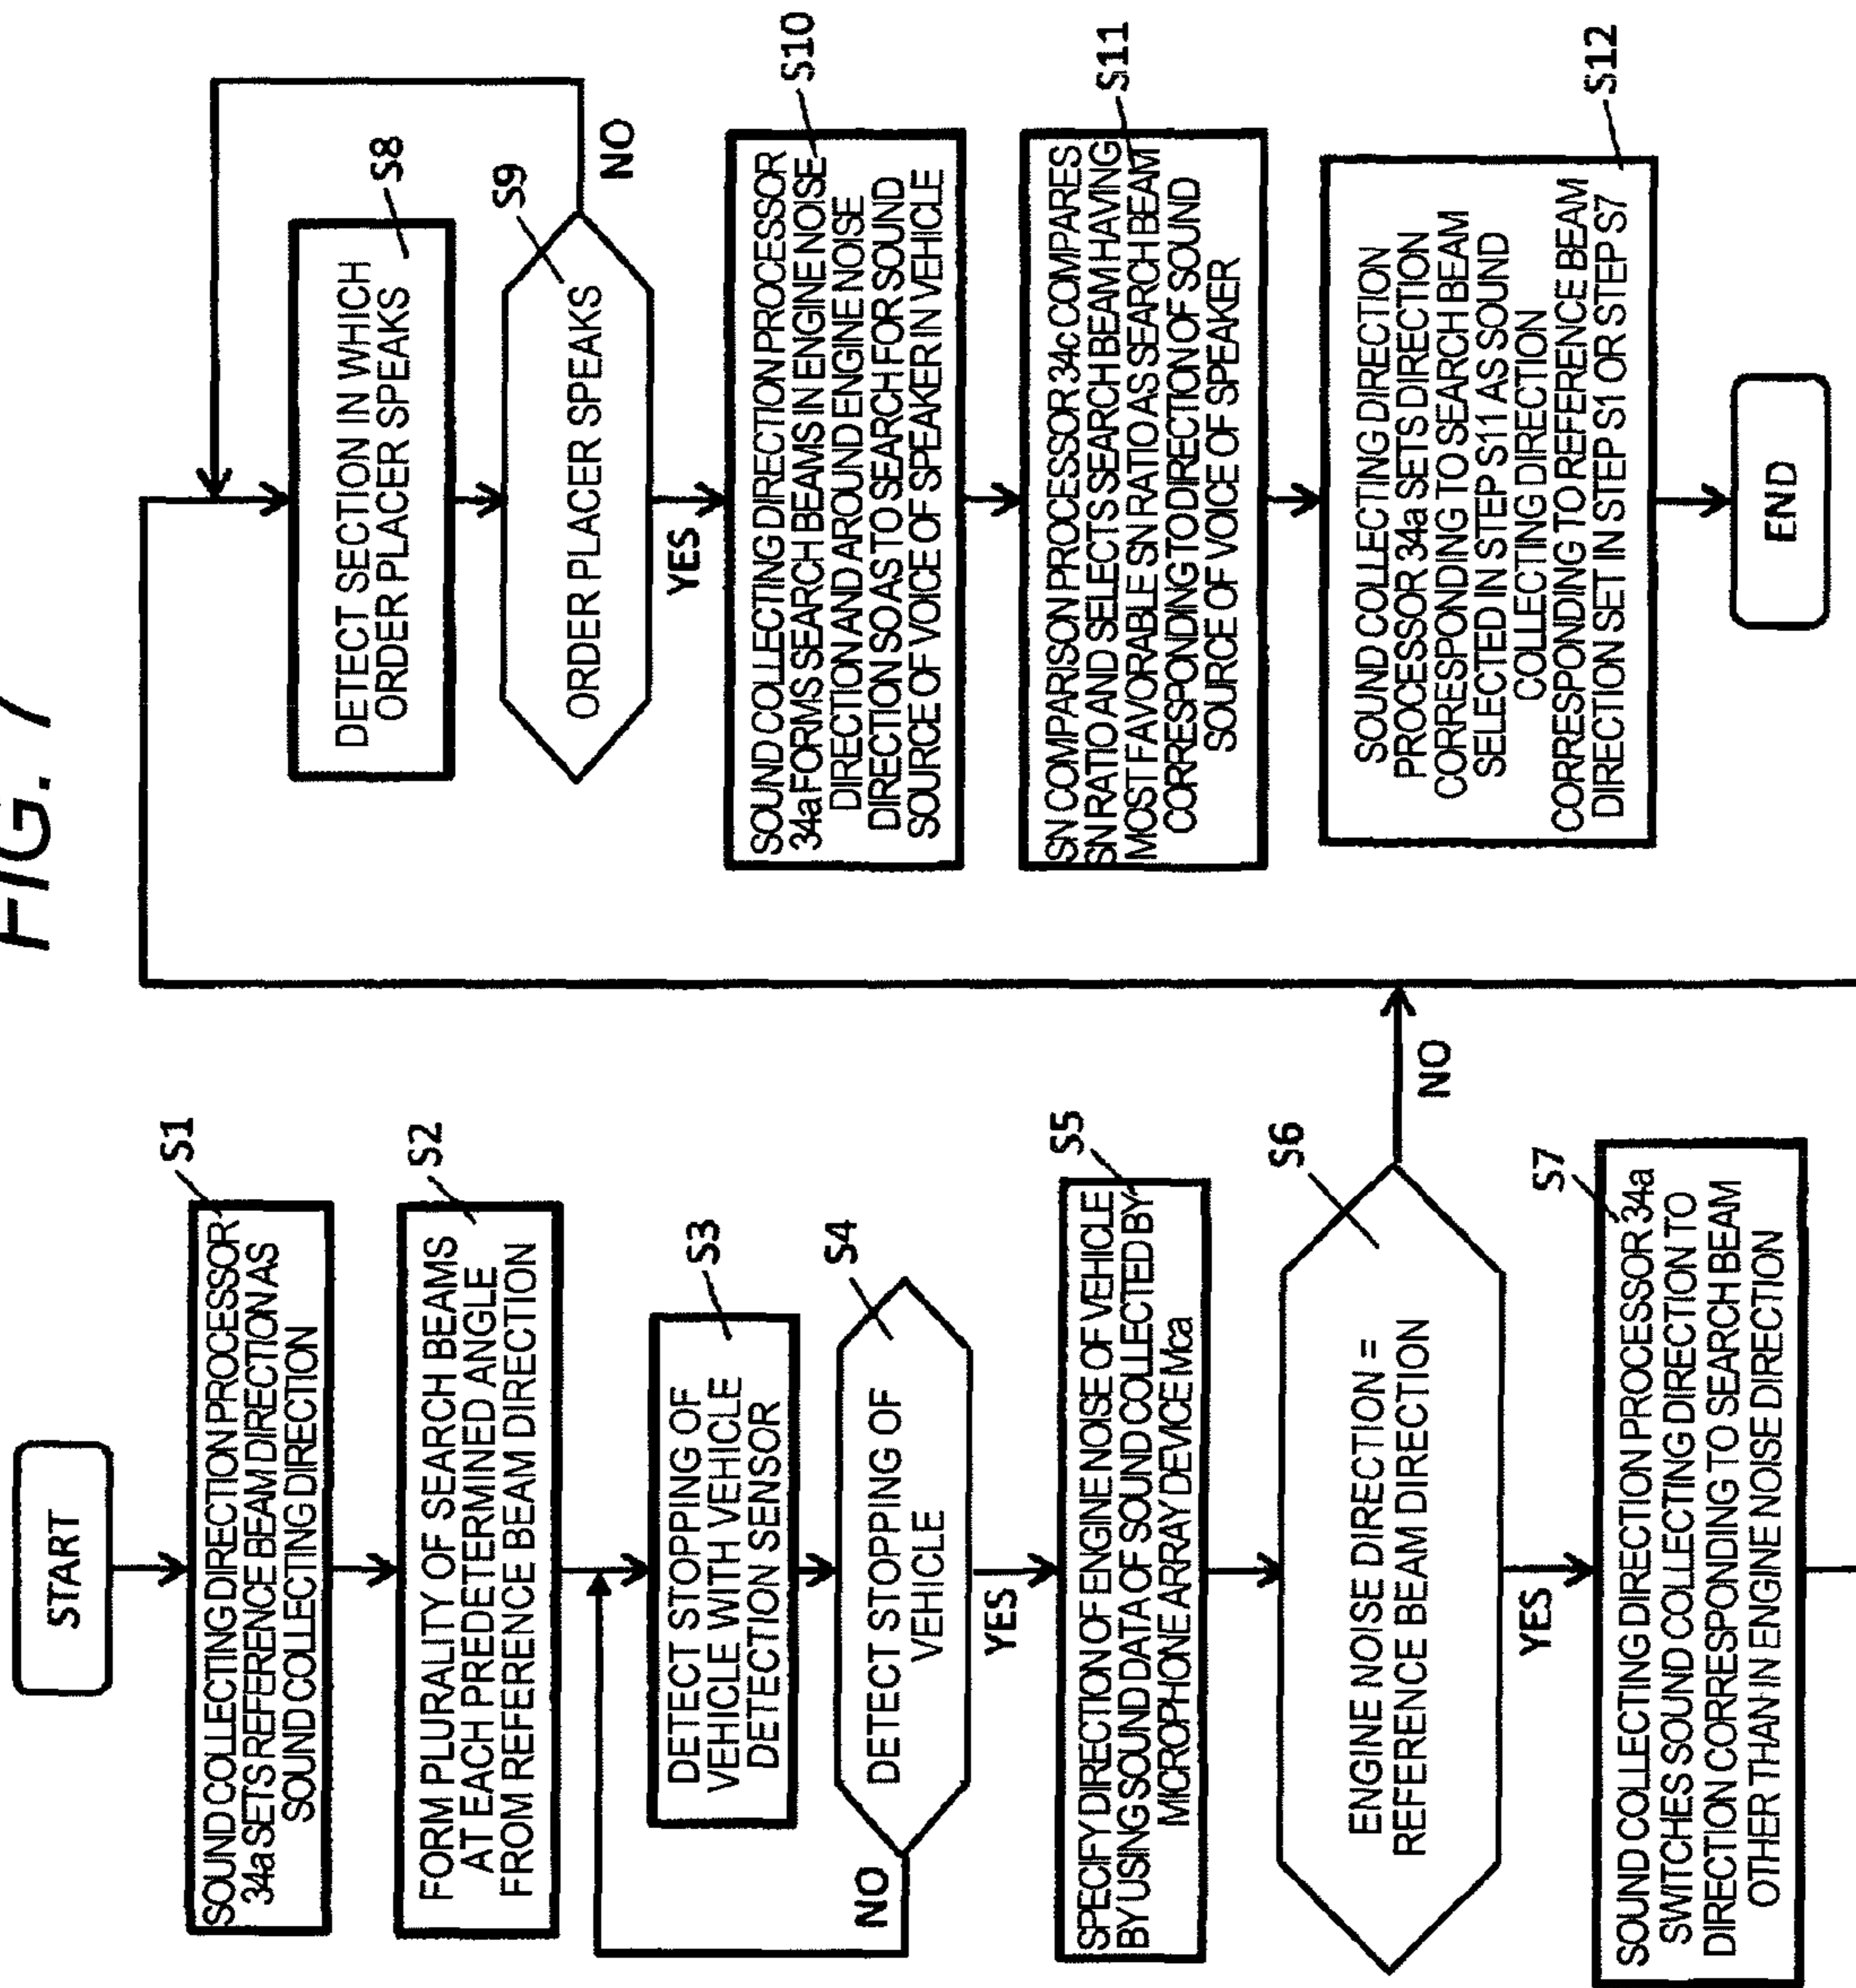 FIG. 7
START
S1
SOUND COLLECTING DIRECTION PROCESSOR
34a SETS REFERENCE BEAM DIRECTION AS
SOUND COLLECTING DIRECTION
S2
FORM PLURALITY OF SEARCH BEAMS
AT EACH PREDETERMINED ANGLE
FROM REFERENCE BEAM DIRECTION
S3
DETECT STOPPING OF
VEHICLE WITH VEHICLE
DETECTION SENSOR
S4
DETECT STOPPING OF
VEHICLE
NO
YES
S5
SPECIFY DIRECTION OF ENGINE NOISE OF VEHICLE
BY USING SOUND DATA OF SOUND COLLECTED BY
MICROPHONE ARRAY DEVICE Mca
S6
ENGINE NOISE DIRECTION =
REFERENCE BEAM DIRECTION
NO
YES
S7
SOUND COLLECTING DIRECTION PROCESSOR 34a
SWITCHES SOUND COLLECTING DIRECTION TO
DIRECTION CORRESPONDING TO SEARCH BEAM
OTHER THAN IN ENGINE NOISE DIRECTION
S8
DETECT SECTION IN WHICH
ORDER PLACER SPEAKS
S9
ORDER PLACER SPEAKS
NO
YES
S10
SOUND COLLECTING DIRECTION PROCESSOR
34a FORMS SEARCH BEAMS IN ENGINE NOISE
DIRECTION AND AROUND ENGINE NOISE
DIRECTION SO AS TO SEARCH FOR SOUND
SOURCE OF VOICE OF SPEAKER IN VEHICLE
S11
SN COMPARISON PROCESSOR 34c COMPARES
SN RATIO AND SELECTS SEARCH BEAM HAVING
MOST FAVORABLE SN RATIO AS SEARCH BEAM
CORRESPONDING TO DIRECTION OF SOUND
SOURCE OF VOICE OF SPEAKER
S12
SOUND COLLECTING DIRECTION
PROCESSOR 34a SETS DIRECTION
CORRESPONDING TO SEARCH BEAM
SELECTED IN STEP S11 AS SOUND
COLLECTING DIRECTION
CORRESPONDING TO REFERENCE BEAM
DIRECTION SET IN STEP S1 OR STEP S7
END